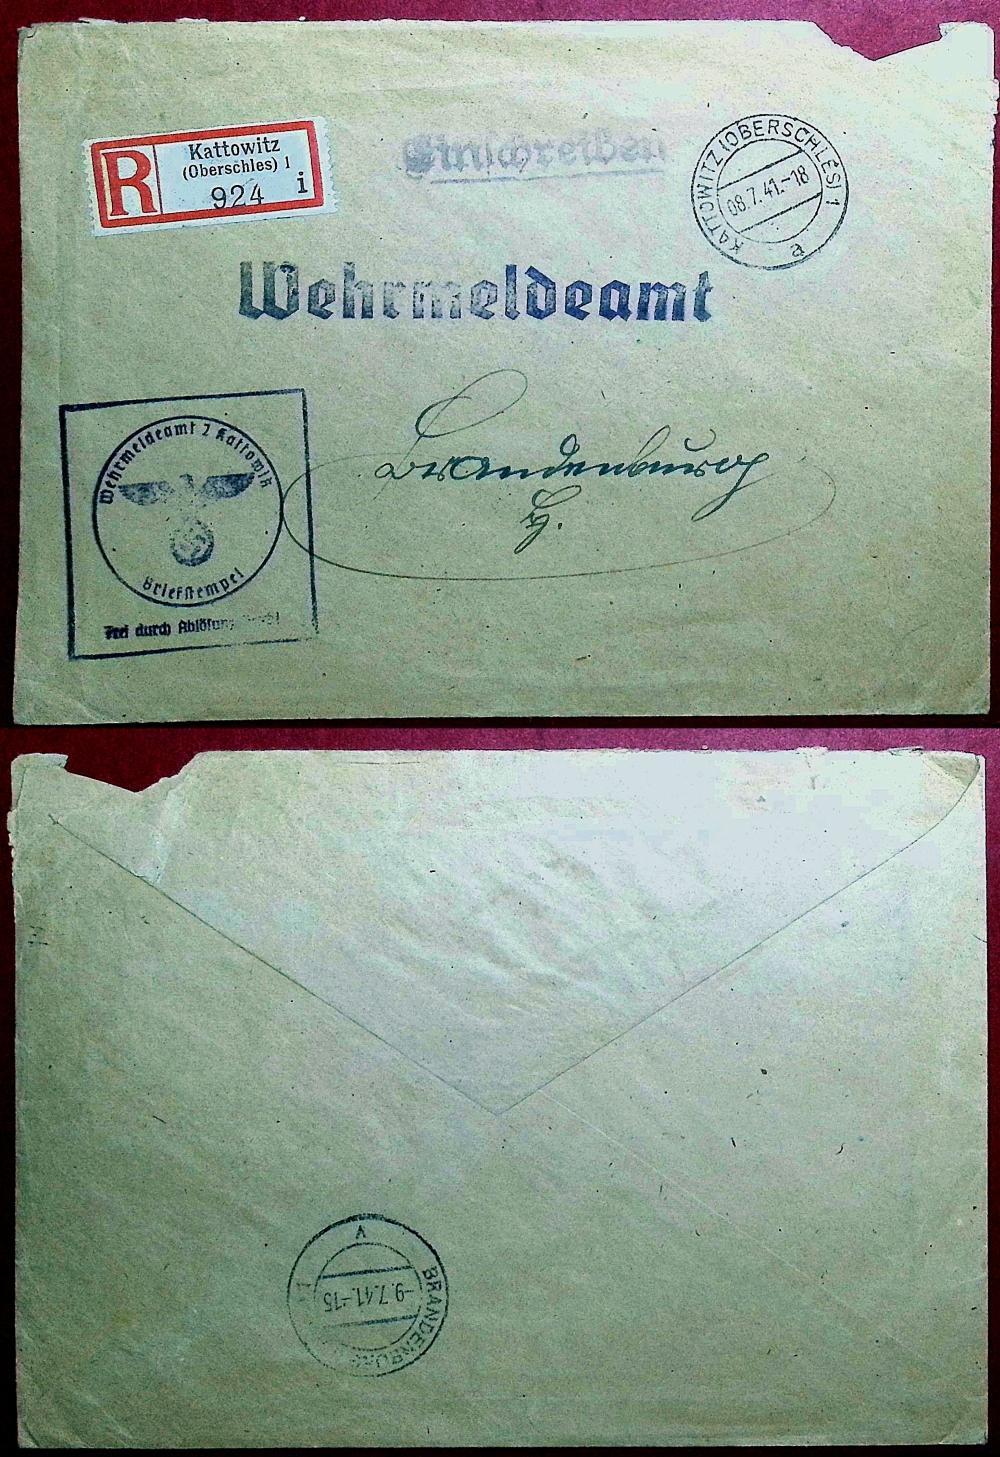 R
Kattowitz
(Oberschles) 1
924 i
Einschreiben
KATTOWITZ (OBERSCHLES) 1
08.7.41.-18
a
Wehrmeldeamt
Brandenburg
H.
Wehrmeldeamt 2 Kattowitz
Briefstempel
Frei durch Ablösung
BRANDENBURG
-9.7.41.-15